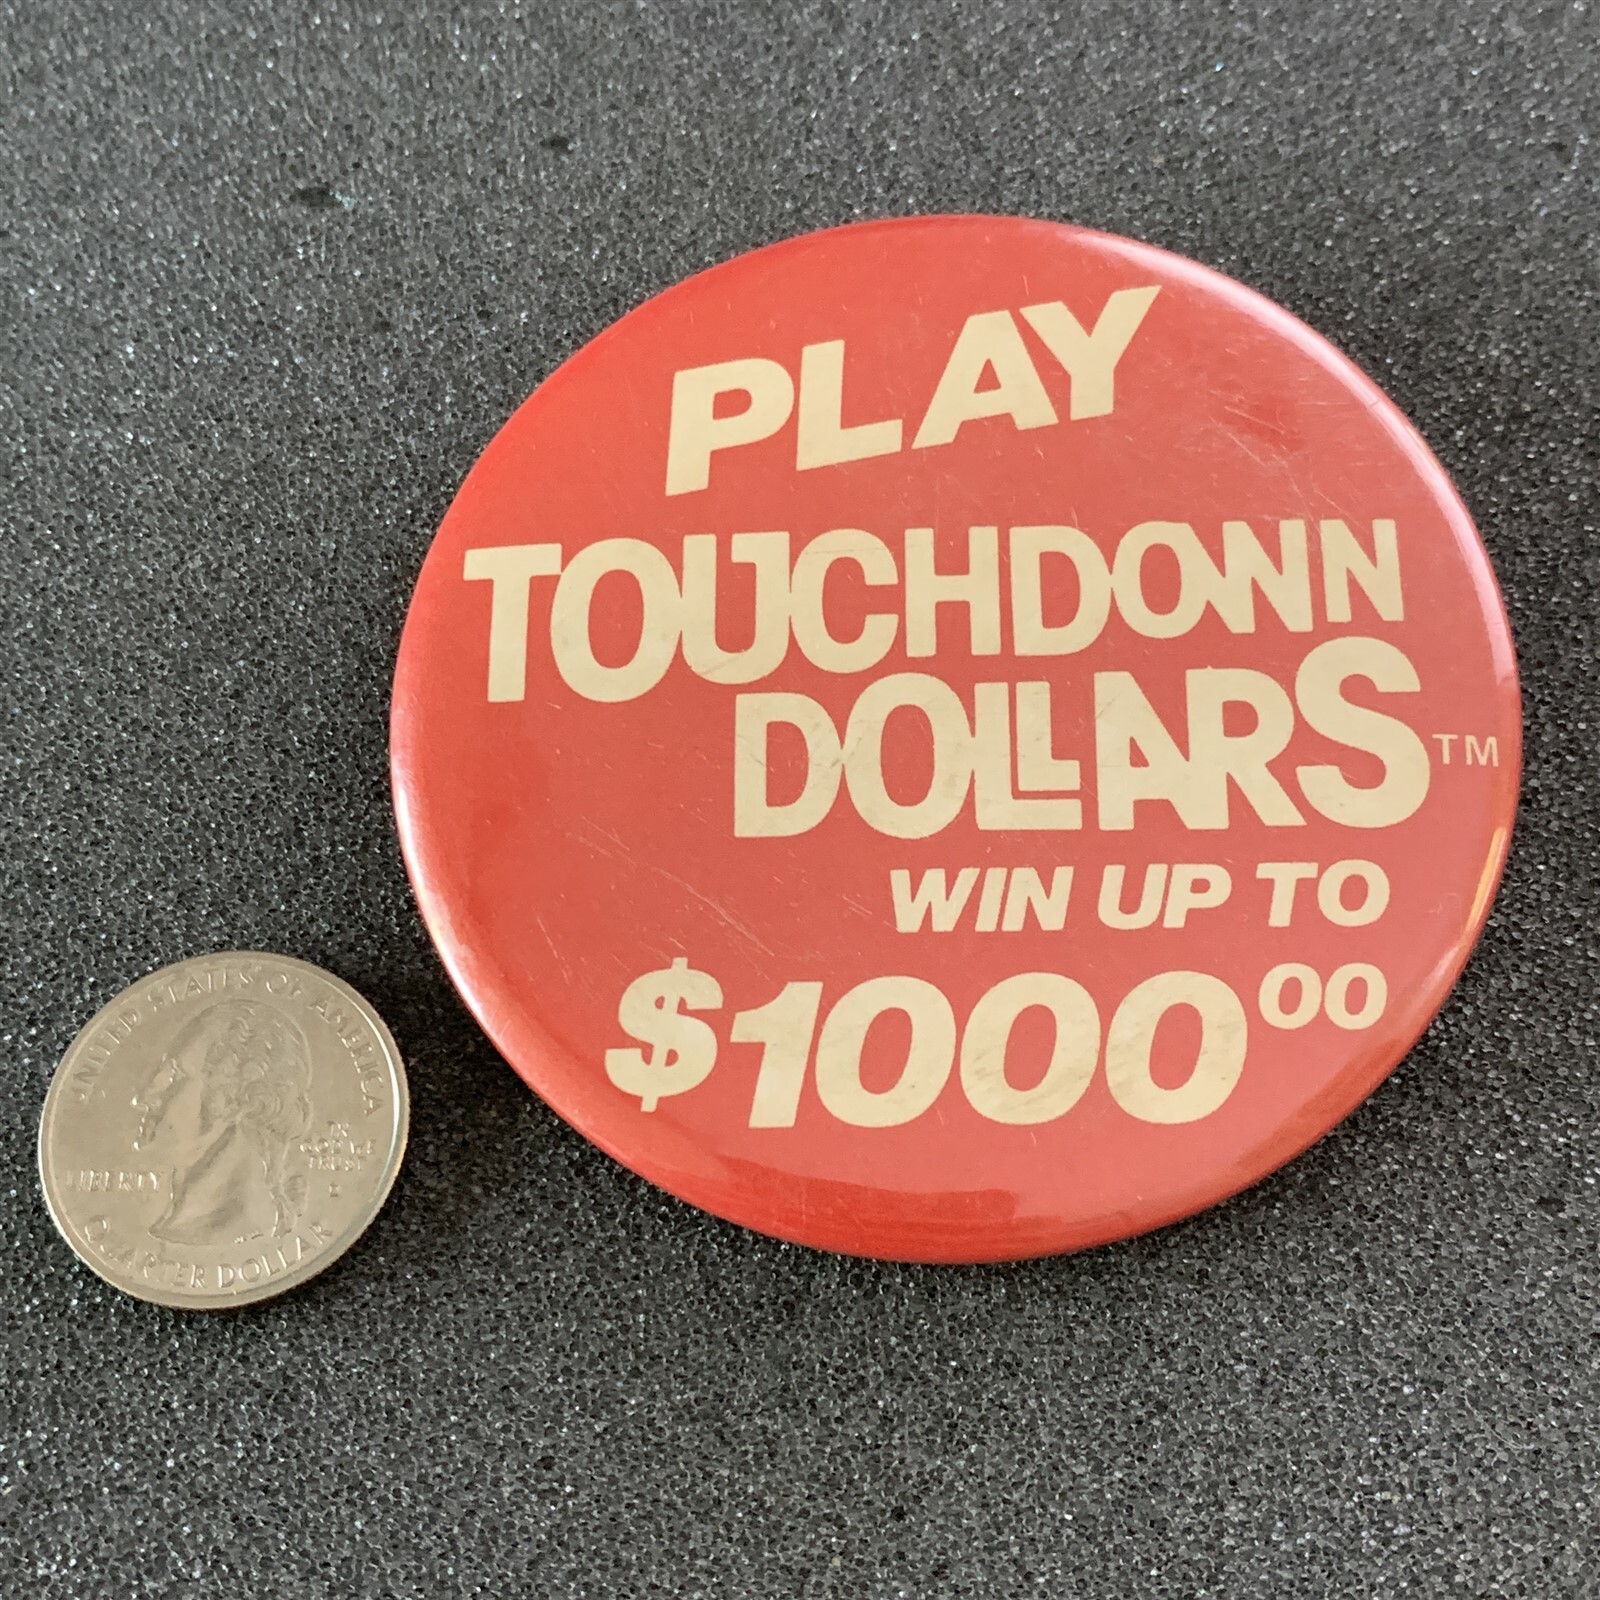 PLAY
TOUCHDOWN
DOLLARS™
WIN UP TO
$1000⁰⁰
UNITED STATES OF AMERICA
LIBERTY
IN
GOD WE
TRUST
QUARTER DOLLAR